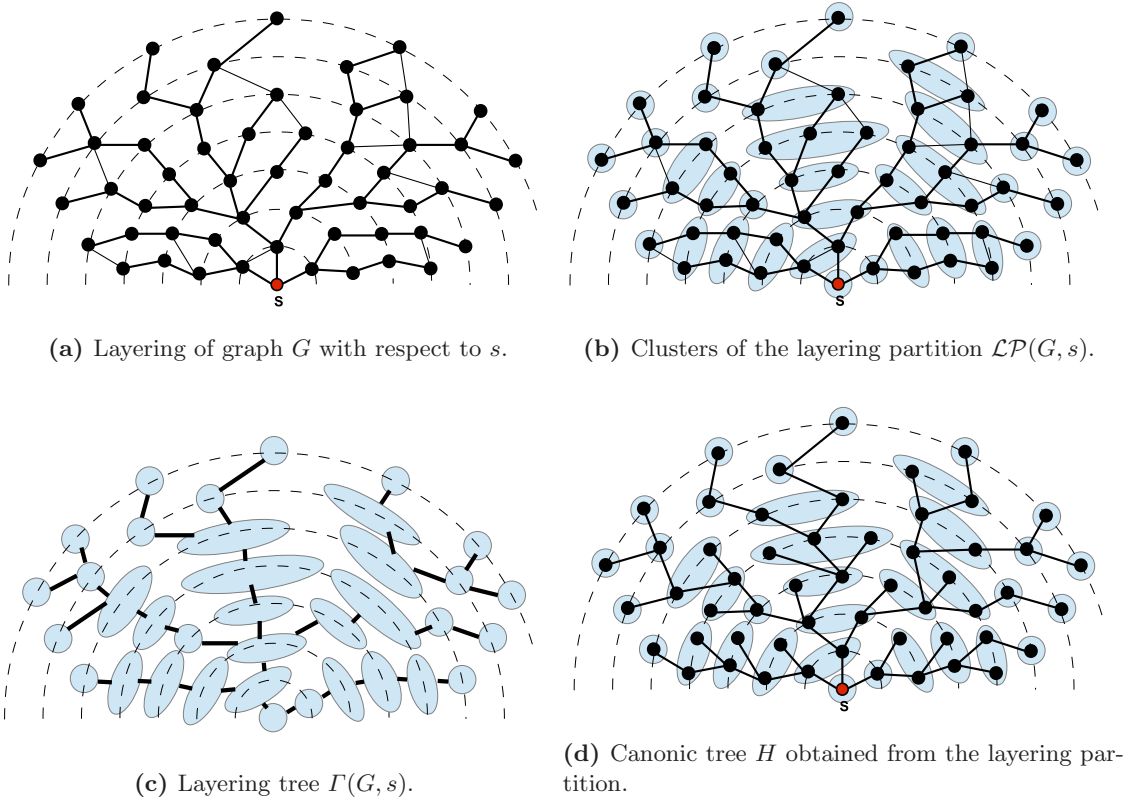 s
s
(a) Layering of graph G with respect to s.
(b) Clusters of the layering partition ℒ𝒫(G, s).
s
(c) Layering tree Γ(G, s).
(d) Canonic tree H obtained from the layering par-
tition.